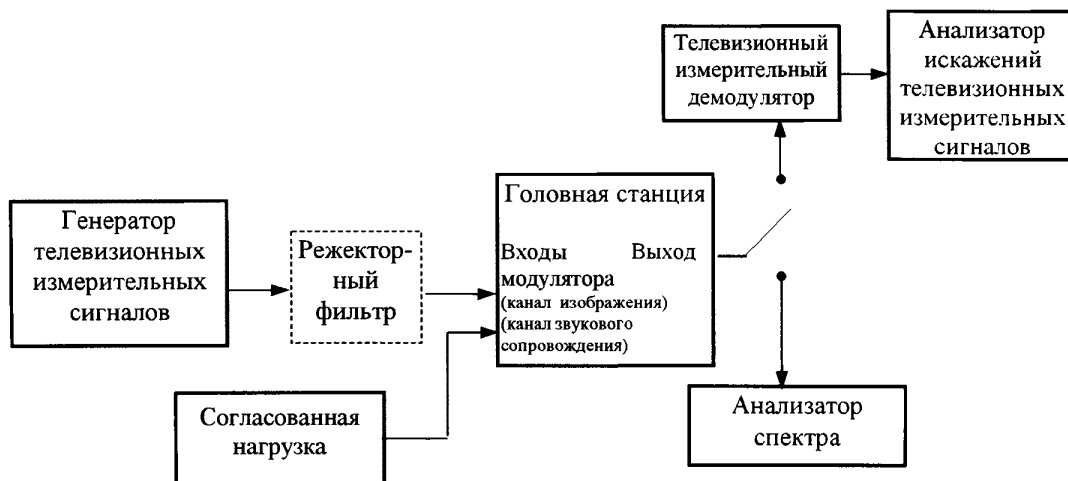 Телевизионный
измерительный
демодулятор
Анализатор
искажений
телевизионных
измерительных
сигналов
Генератор
телевизионных
измерительных
сигналов
Режектор-
ный
фильтр
Головная станция
Входы Выход
модулятора
(канал изображения)
(канал звукового
сопровождения)
Согласованная
нагрузка
Анализатор
спектра